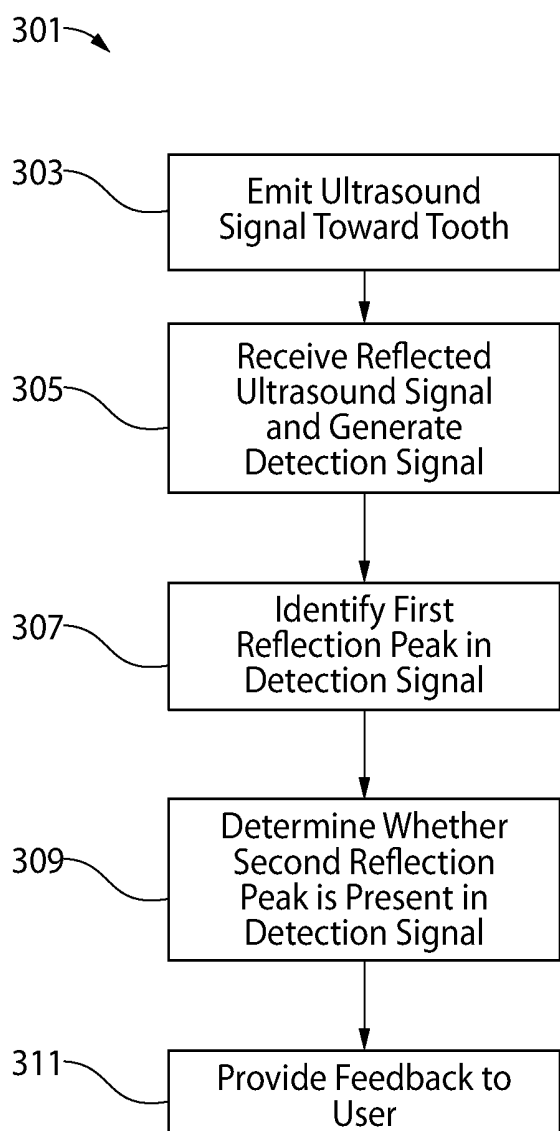 301
303
Emit Ultrasound
Signal Toward Tooth
305
Receive Reflected
Ultrasound Signal
and Generate
Detection Signal
307
Identify First
Reflection Peak in
Detection Signal
309
Determine Whether
Second Reflection
Peak is Present in
Detection Signal
311
Provide Feedback to
User